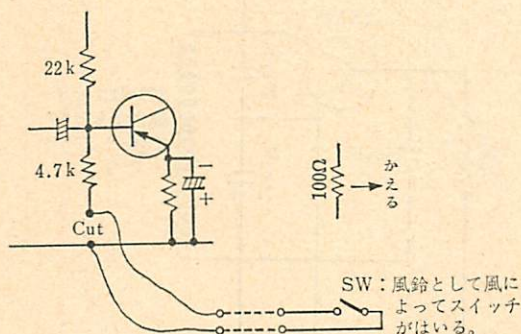 22k
4.7k
Cut
−
+
100Ω
かえる
SW：風鈴として風に
よってスイッチ
がはいる。